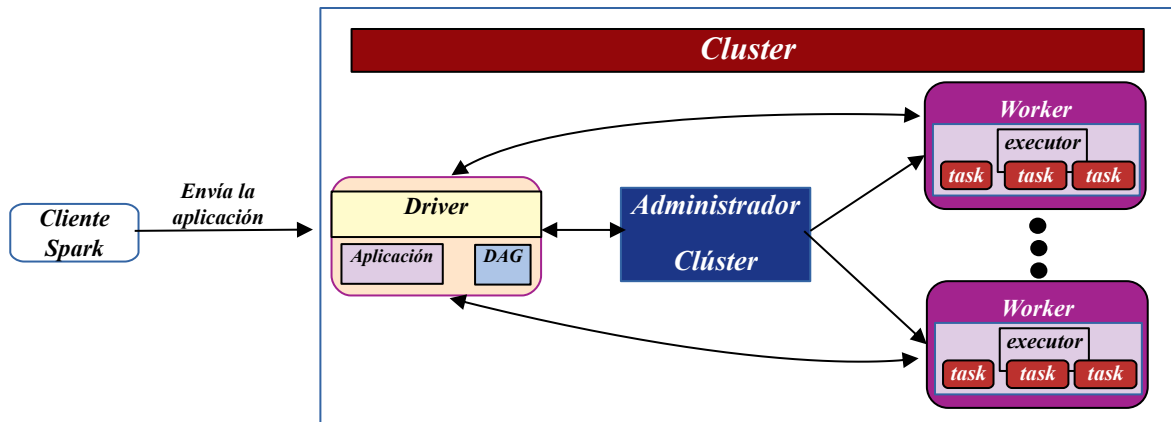 Cluster
Worker
executor
task task task
Envía la
aplicación
Cliente
Spark
Driver
Aplicación
DAG
Administrador
Clúster
Worker
executor
task task task